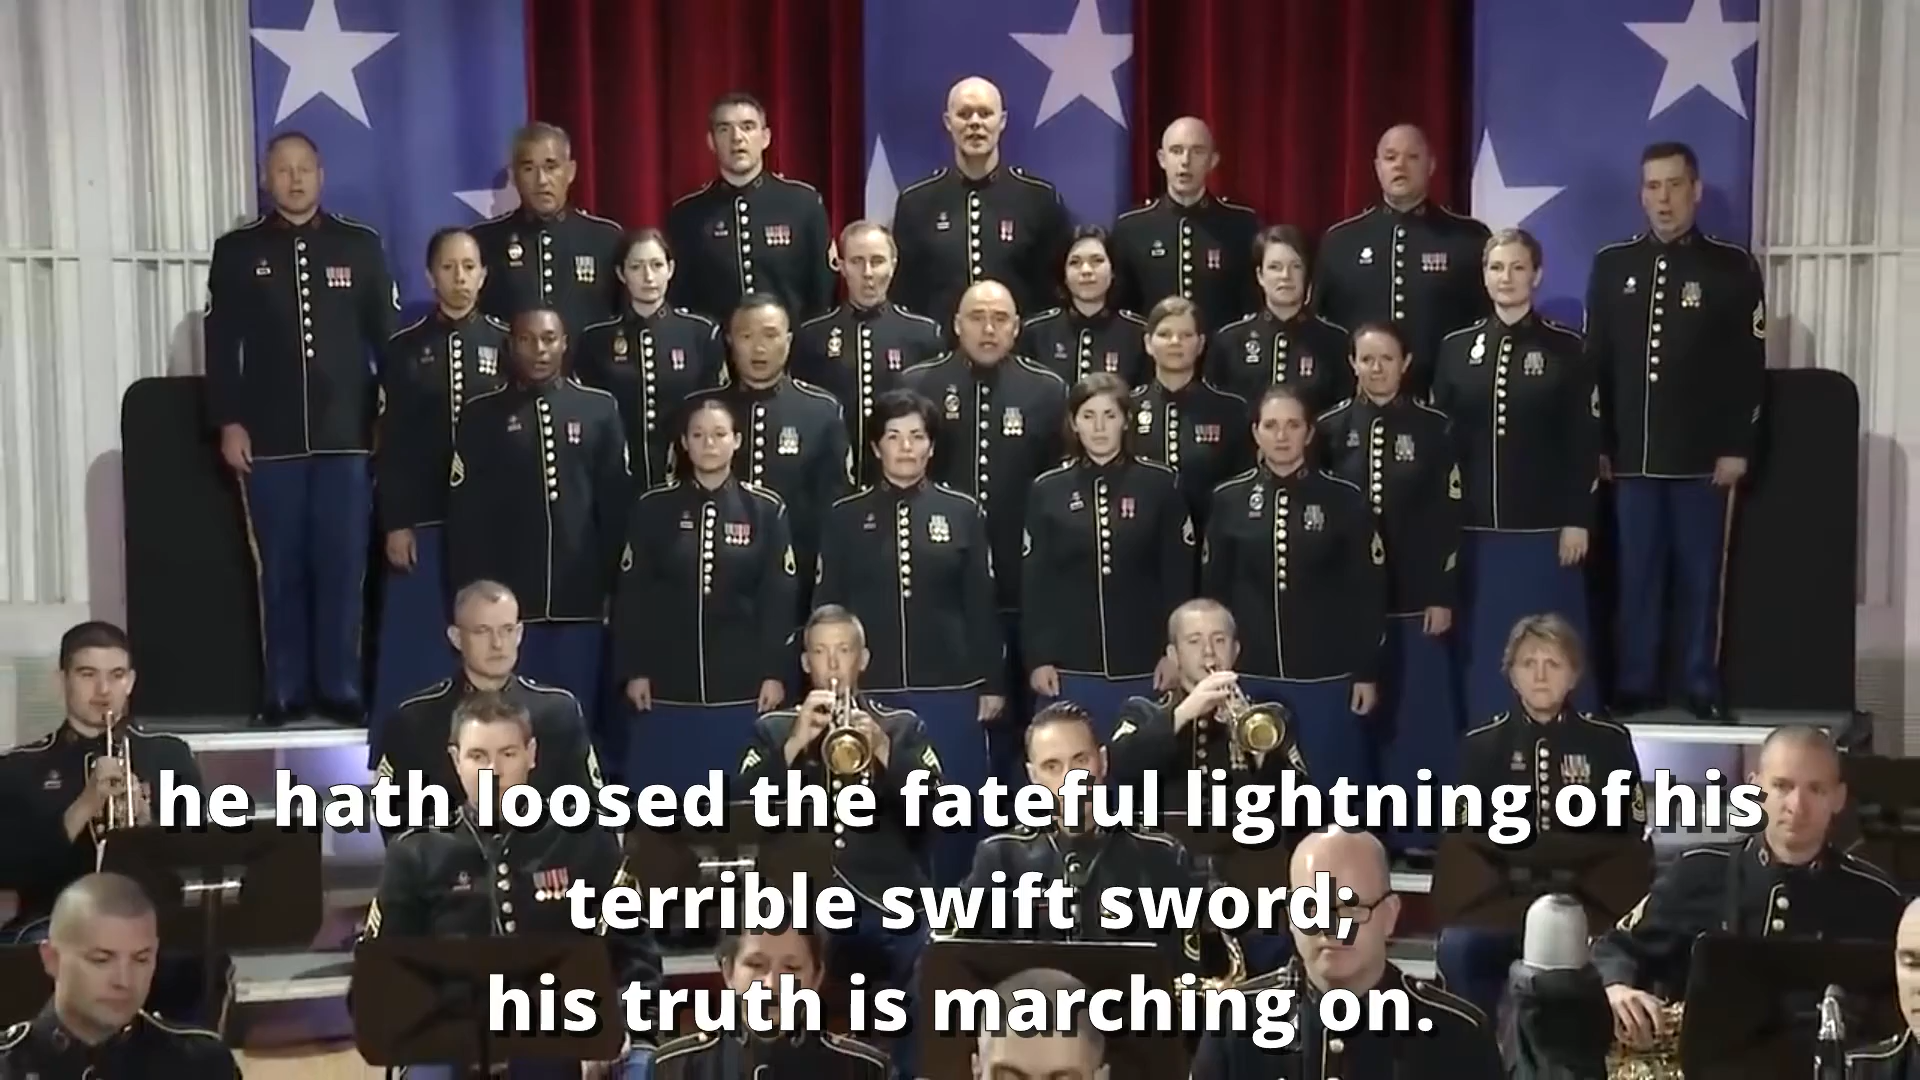 he hath loosed the fateful lightning of his
terrible swift sword;
his truth is marching on.